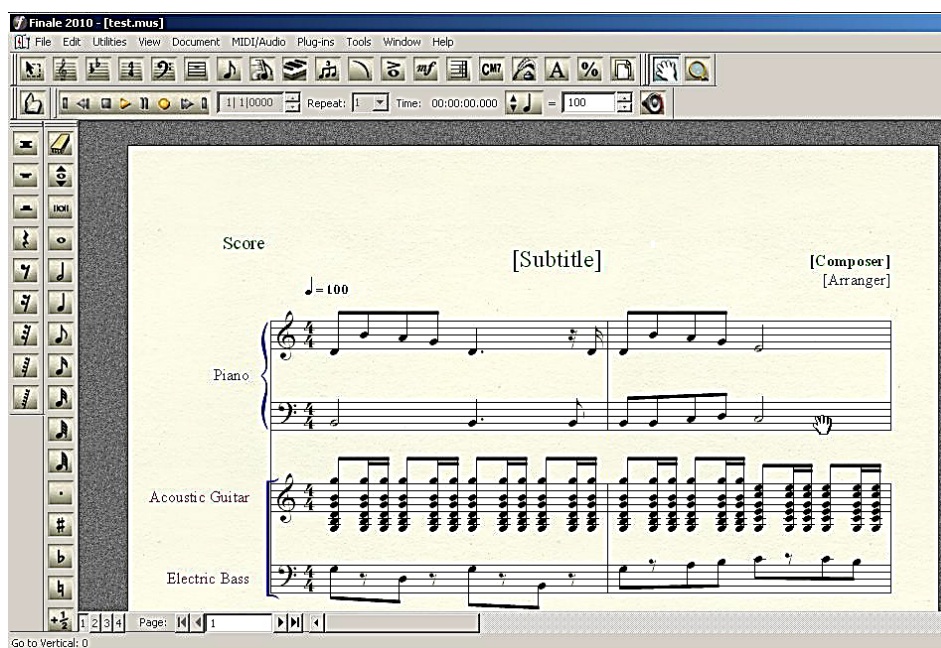 Finale 2010 - [test.mus]
File Edit Utilities View Document MIDI/Audio Plug-ins Tools Window Help
mf CM7 A %
1| 1|0000 Repeat: 1 Time: 00:00:00.000 = 100
Score
[Subtitle]
[Composer]
[Arranger]
= 100
Piano
Acoustic Guitar
Electric Bass
1 2 3 4 Page: 1
Go to Vertical: 0